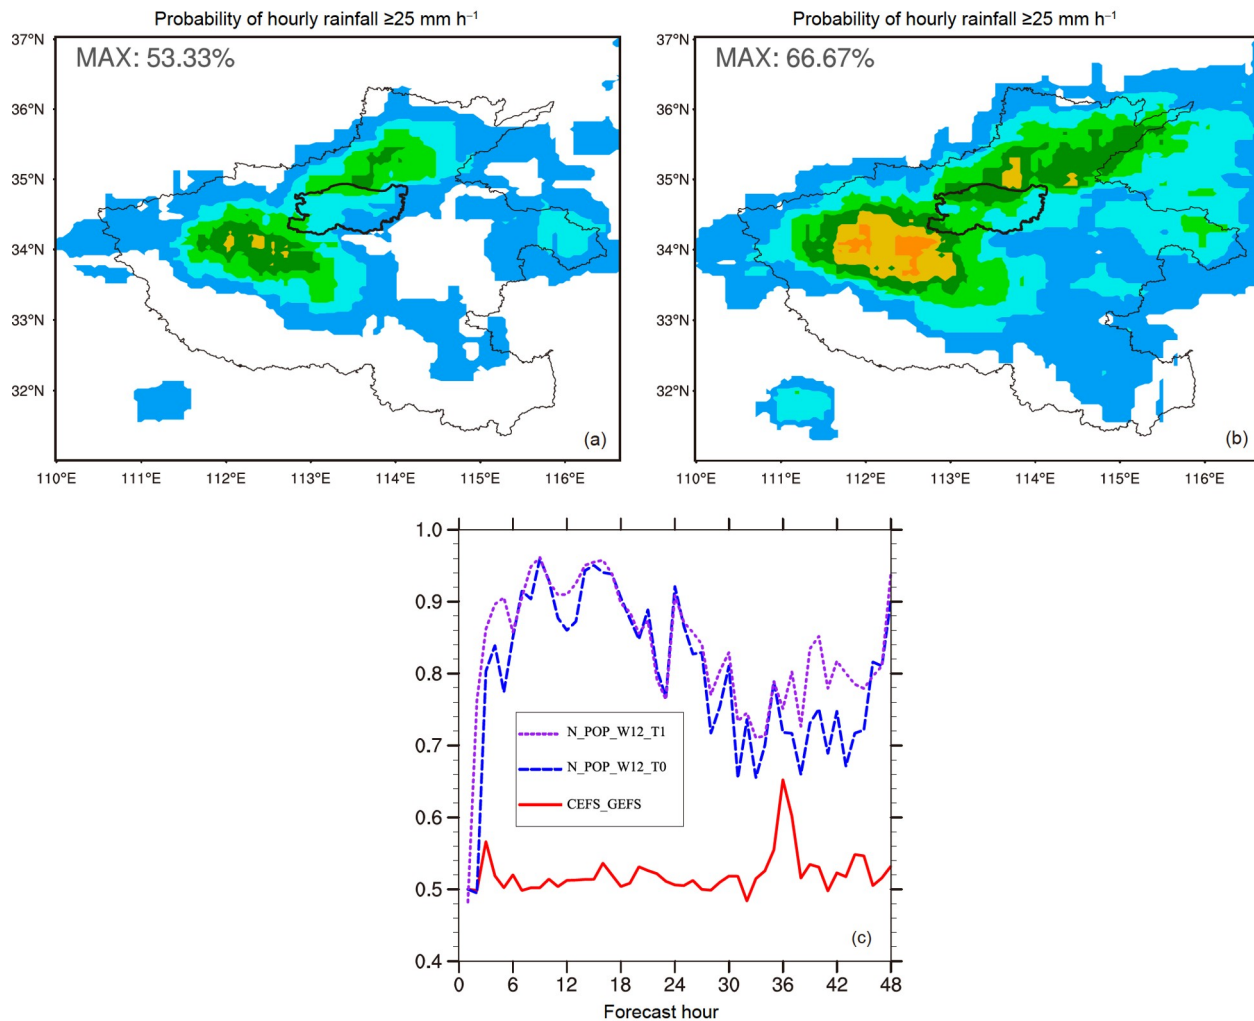 Probability of hourly rainfall ≥25 mm h⁻¹
MAX: 53.33%
37°N
36°N
35°N
34°N
33°N
32°N
(a)
110°E 111°E 112°E 113°E 114°E 115°E 116°E
Probability of hourly rainfall ≥25 mm h⁻¹
MAX: 66.67%
37°N
36°N
35°N
34°N
33°N
32°N
(b)
110°E 111°E 112°E 113°E 114°E 115°E 116°E
1.0
0.9
0.8
0.7
0.6
0.5
0.4
N_POP_W12_T1
N_POP_W12_T0
CEFS_GEFS
(c)
0 6 12 18 24 30 36 42 48
Forecast hour